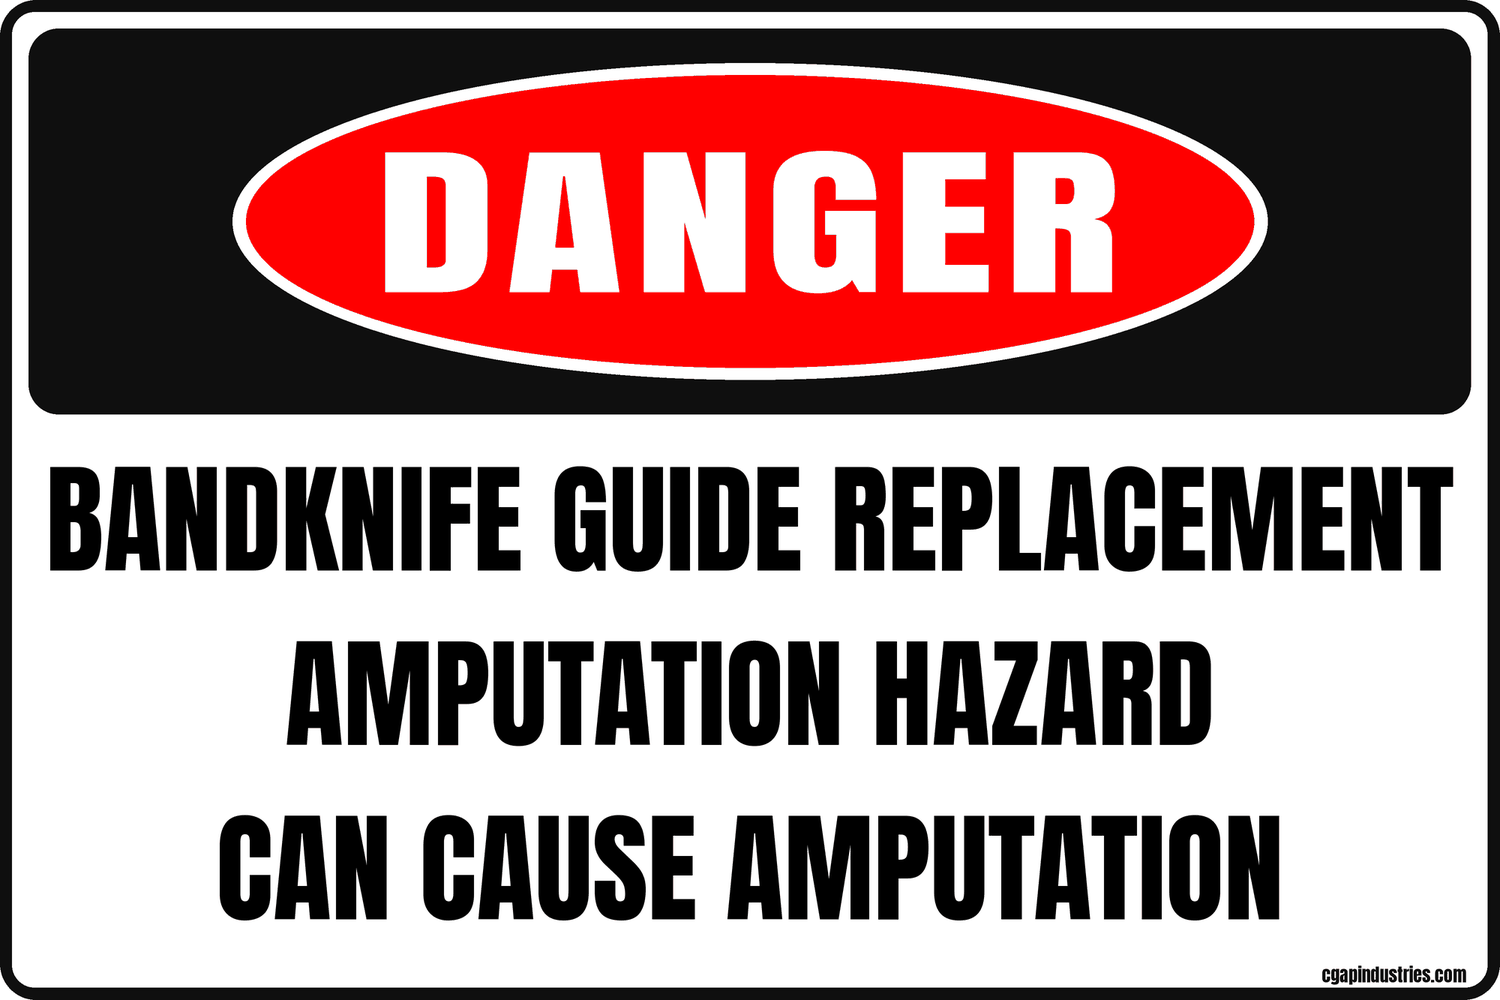 DANGER
BANDKNIFE GUIDE REPLACEMENT
AMPUTATION HAZARD
CAN CAUSE AMPUTATION
cgapindustries.com